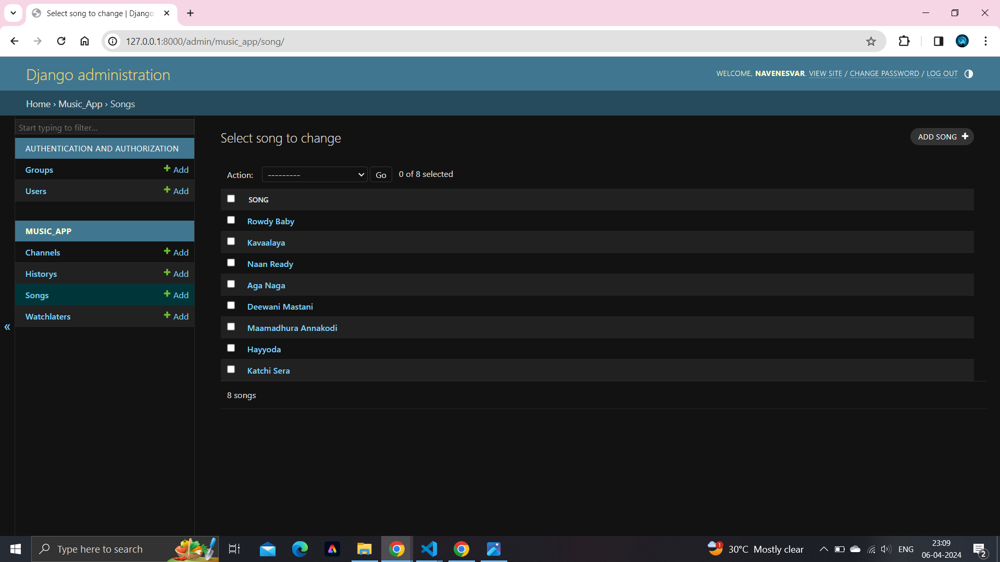 Select song to change | Django
127.0.0.1:8000/admin/music_app/song/
Django administration
WELCOME, NAVENESVAR. VIEW SITE / CHANGE PASSWORD / LOG OUT
Home › Music_App › Songs
Start typing to filter...
AUTHENTICATION AND AUTHORIZATION
Groups Add
Users Add
MUSIC_APP
Channels Add
Historys Add
Songs Add
Watchlaters Add
Select song to change
ADD SONG
Action: --------- Go 0 of 8 selected
SONG
Rowdy Baby
Kavaalaya
Naan Ready
Aga Naga
Deewani Mastani
Maamadhura Annakodi
Hayyoda
Katchi Sera
8 songs
Type here to search
1
30°C Mostly clear
ENG
23:09
06-04-2024
2